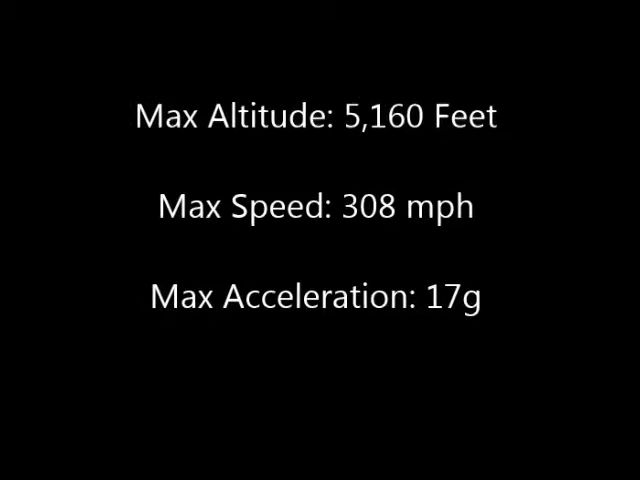 Max Altitude: 5,160 Feet
Max Speed: 308 mph
Max Acceleration: 17g